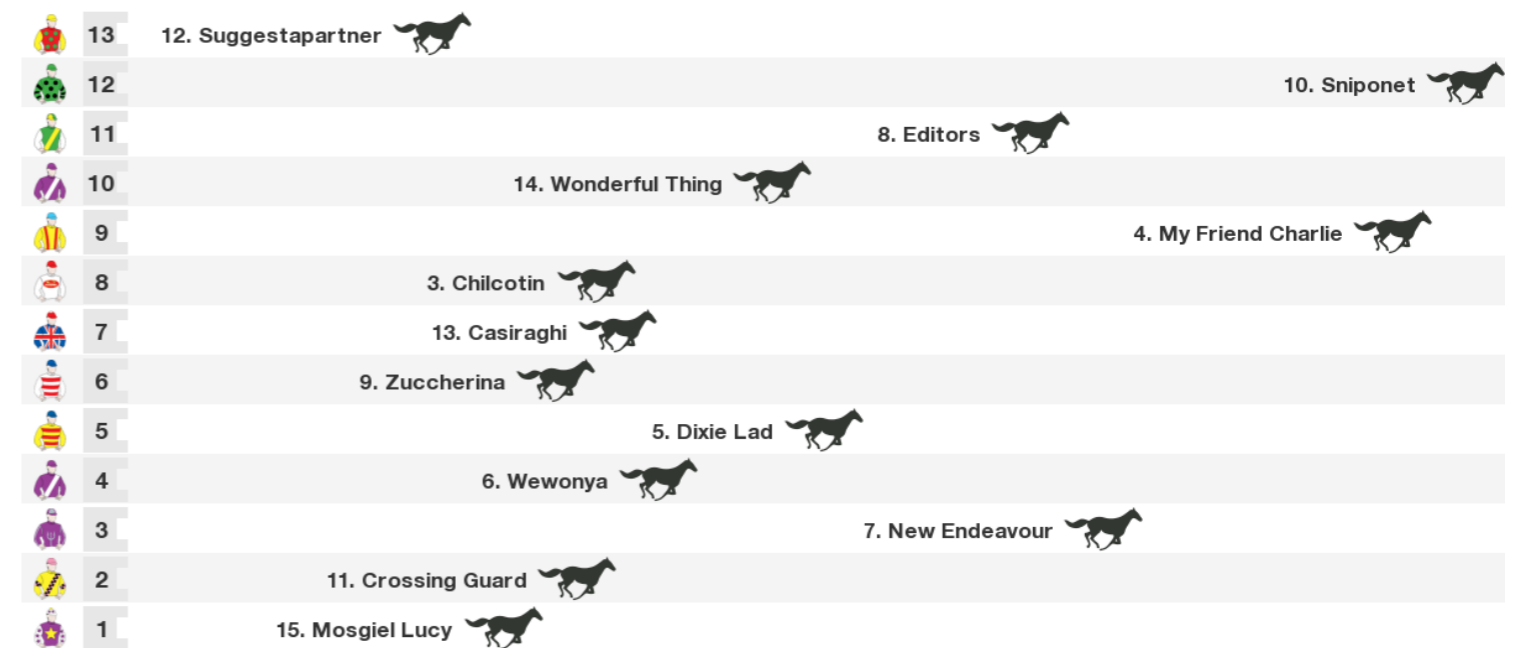 13 12. Suggestapartner
12 10. Sniponet
11 8. Editors
10 14. Wonderful Thing
9 4. My Friend Charlie
8 3. Chilcotin
7 13. Casiraghi
6 9. Zuccherina
5 5. Dixie Lad
4 6. Wewonya
3 7. New Endeavour
2 11. Crossing Guard
1 15. Mosgiel Lucy